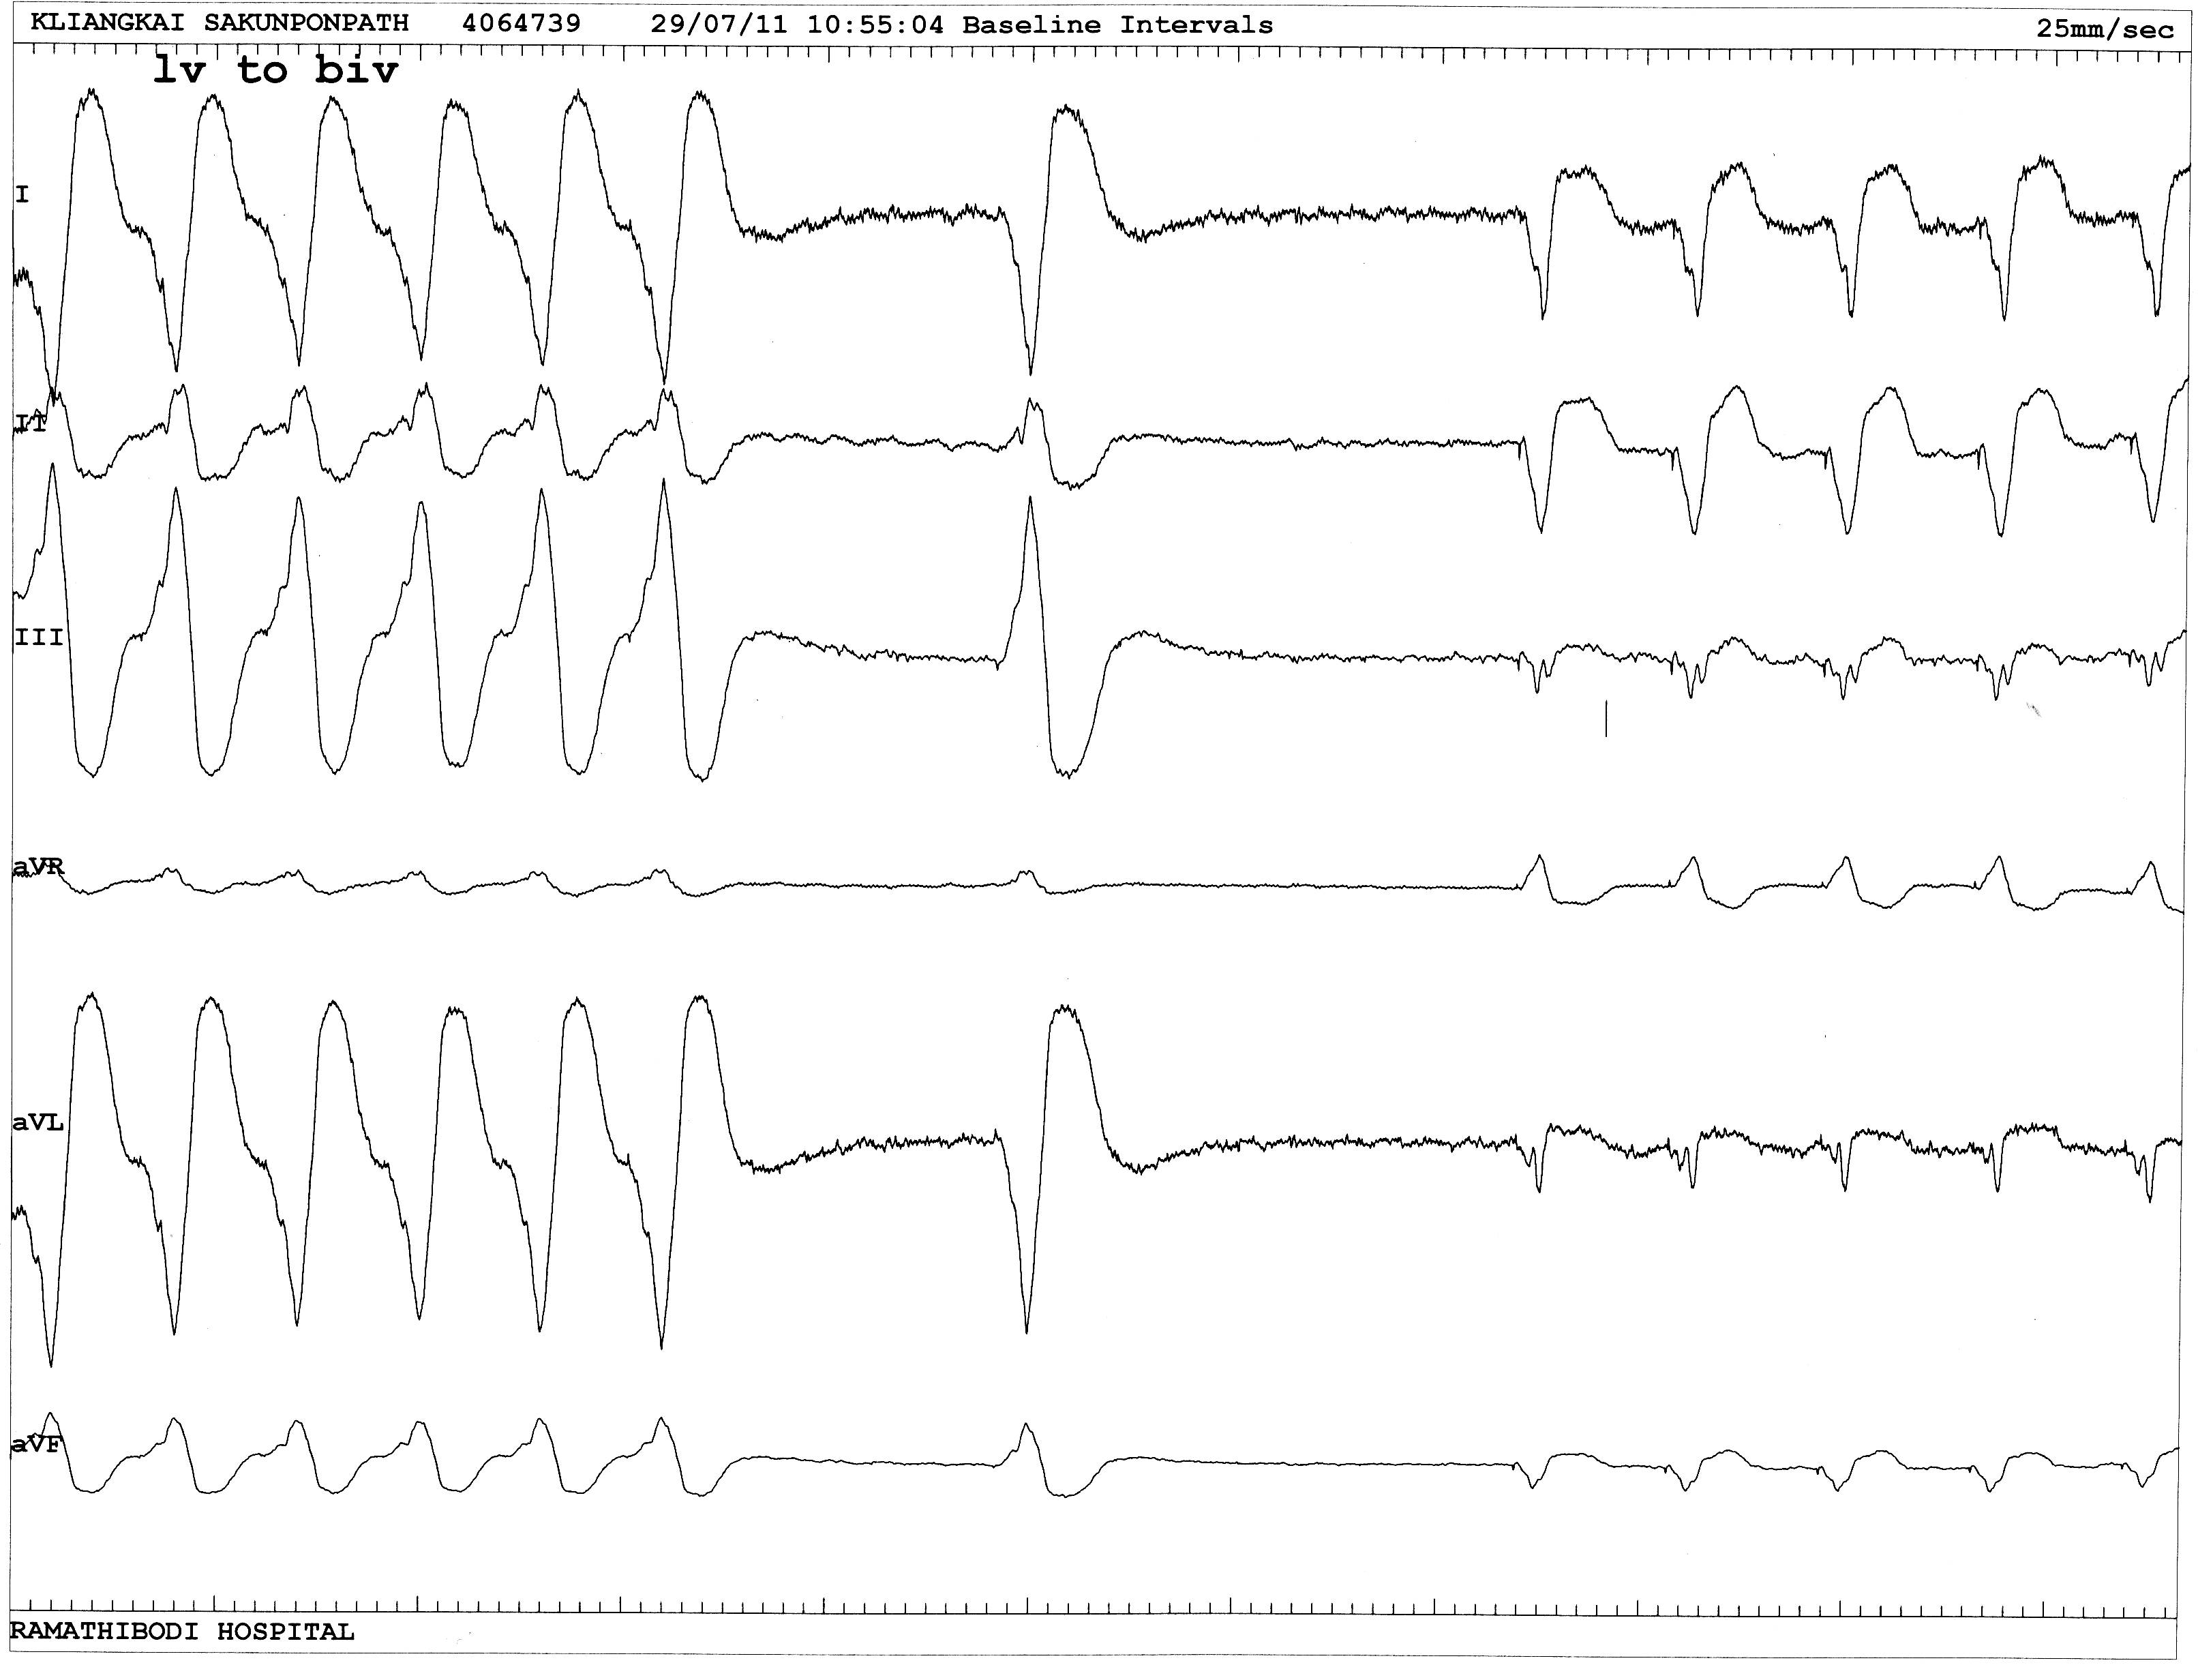 KLIANGKAI SAKUNPONPATH 4064739 29/07/11 10:55:04 Baseline Intervals 25mm/sec
lv to biv
I
II
III
aVR
aVL
aVF
RAMATHIBODI HOSPITAL